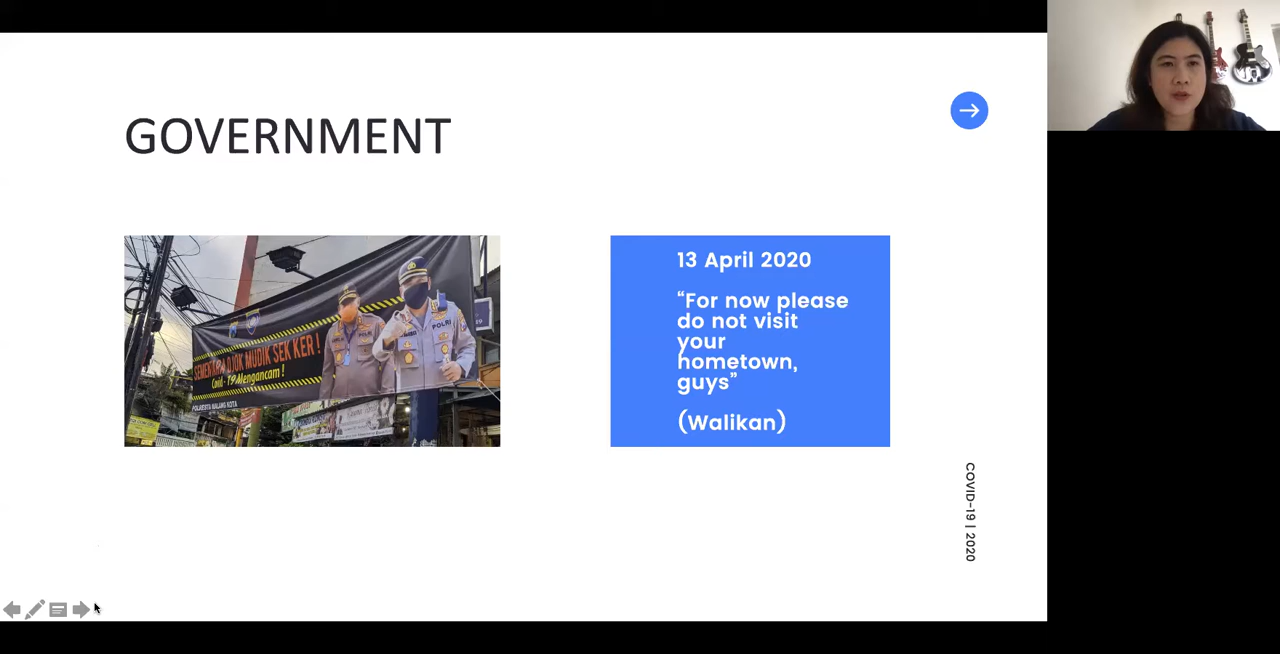 GOVERNMENT
SEMENTARA DJOK MUDIK SEK KER !
Covid - 19 Mengancam !
POLRESTA MALANG KOTA
POLRI
13 April 2020
“For now please
do not visit
your
hometown,
guys”
(Walikan)
COVID-19 | 2020